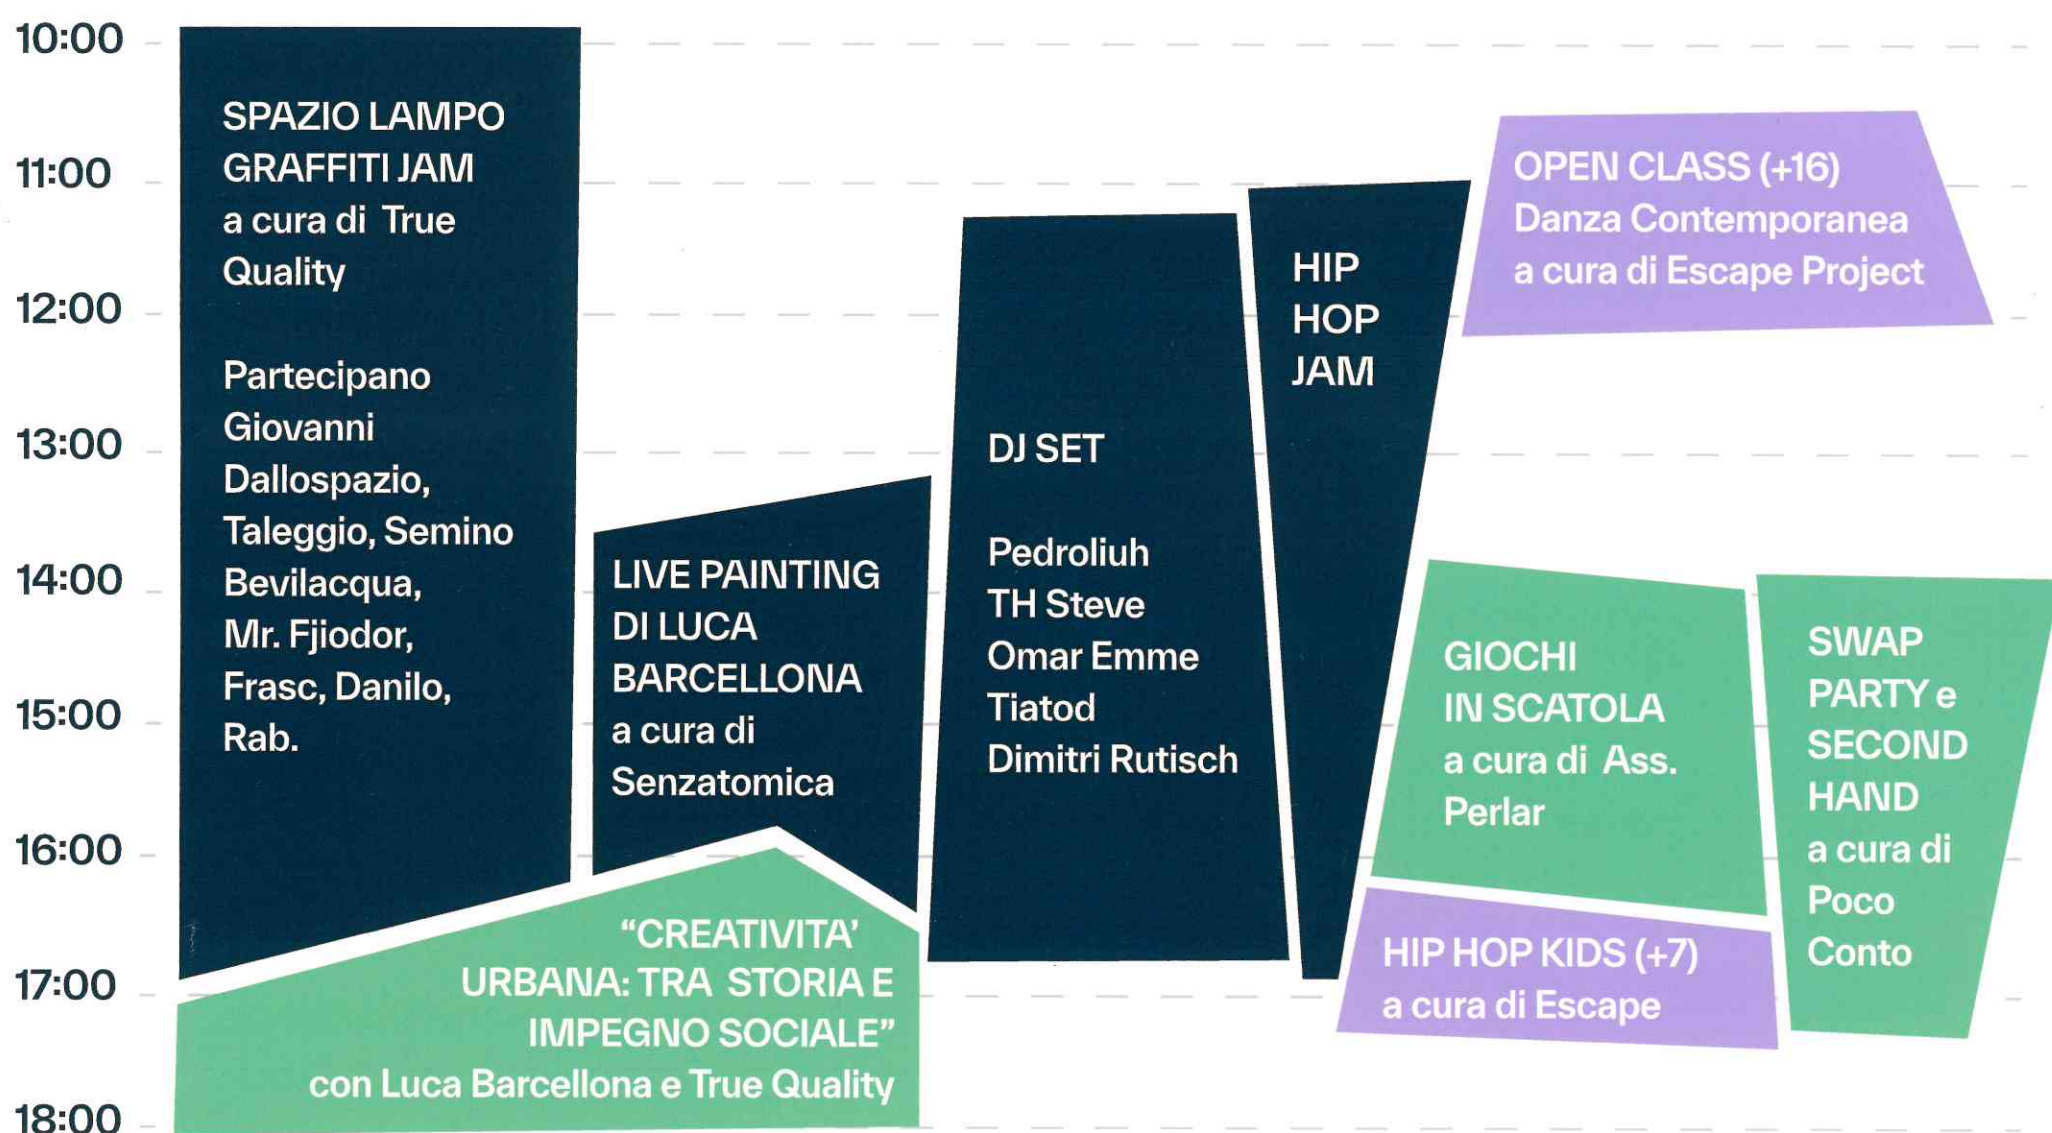 10:00
11:00
12:00
13:00
14:00
15:00
16:00
17:00
18:00
SPAZIO LAMPO
GRAFFITI JAM
a cura di True
Quality
Partecipano
Giovanni
Dallospazio,
Taleggio, Semino
Bevilacqua,
Mr. Fjiodor,
Frasc, Danilo,
Rab.
LIVE PAINTING
DI LUCA
BARCELLONA
a cura di
Senzatomica
“CREATIVITA’
URBANA: TRA STORIA E
IMPEGNO SOCIALE”
con Luca Barcellona e True Quality
DJ SET
Pedroliuh
TH Steve
Omar Emme
Tiatod
Dimitri Rutisch
HIP
HOP
JAM
OPEN CLASS (+16)
Danza Contemporanea
a cura di Escape Project
GIOCHI
IN SCATOLA
a cura di Ass.
Perlar
HIP HOP KIDS (+7)
a cura di Escape
SWAP
PARTY e
SECOND
HAND
a cura di
Poco
Conto